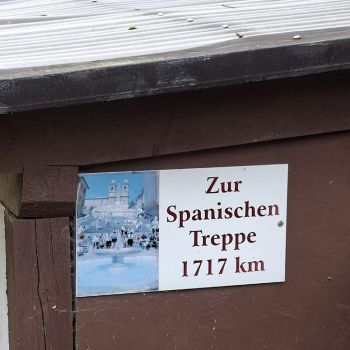 Zur
Spanischen
Treppe
1717 km